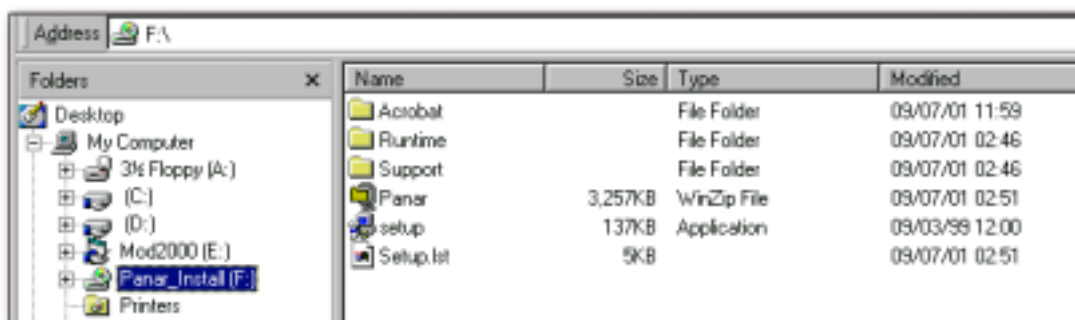 Address F:\
Folders x
Name Size Type Modified
Desktop
My Computer
3½ Floppy (A:)
(C:)
(D:)
Mod2000 (E:)
Panar_Install (F:)
Printers
Acrobat File Folder 09/07/01 11:59
Runtime File Folder 09/07/01 02:46
Support File Folder 09/07/01 02:46
Panar 3,257KB WinZip File 09/07/01 02:51
setup 137KB Application 09/03/99 12:00
Setup.lst 5KB 09/07/01 02:51